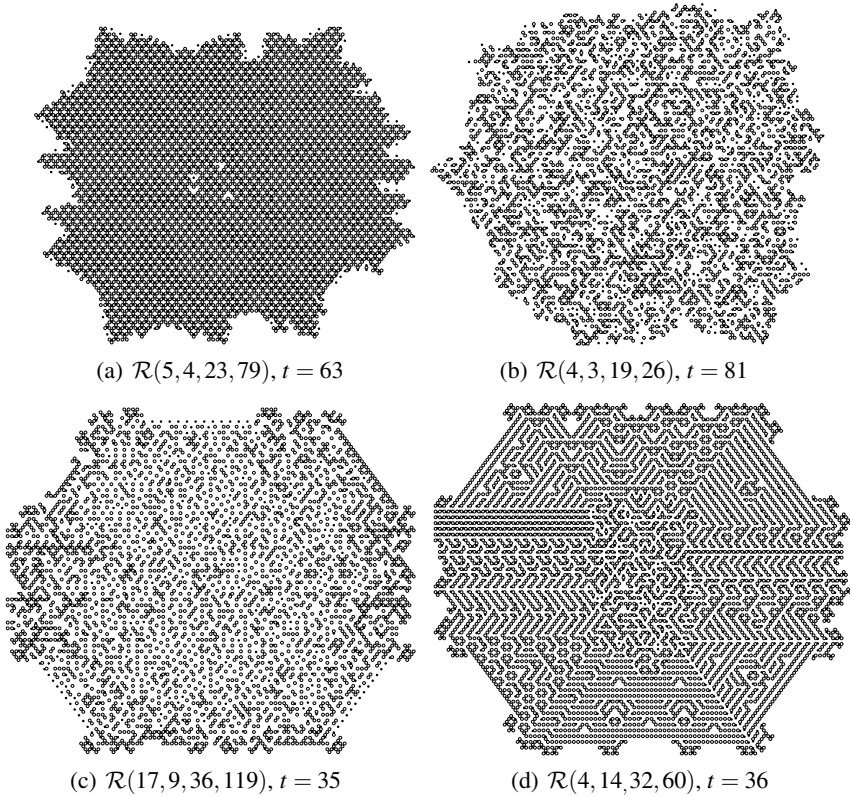 (a) R(5,4,23,79), t = 63
(b) R(4,3,19,26), t = 81
(c) R(17,9,36,119), t = 35
(d) R(4,14,32,60), t = 36